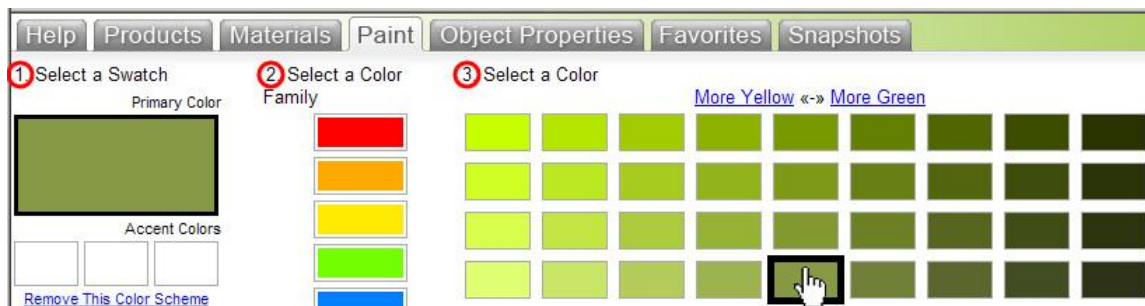 Help Products Materials Paint Object Properties Favorites Snapshots
1 Select a Swatch
Primary Color
Accent Colors
Remove This Color Scheme
2 Select a Color
Family
3 Select a Color
More Yellow «-» More Green